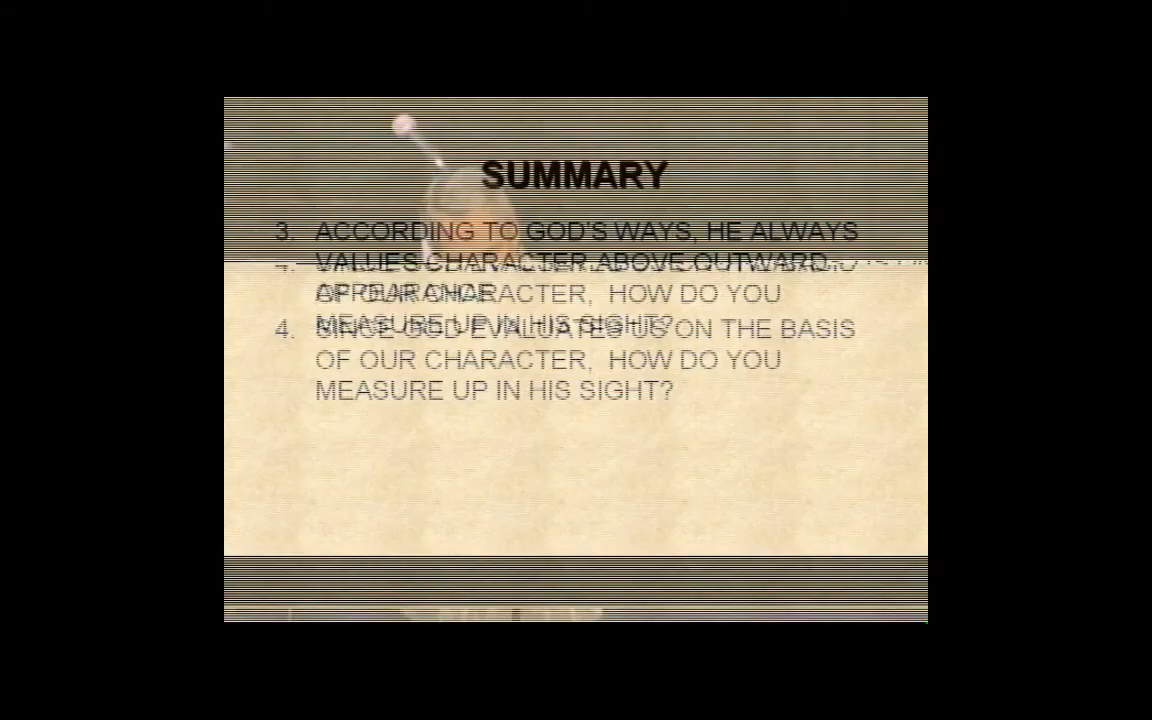 SUMMARY
3. ACCORDING TO GOD'S WAYS, HE ALWAYS
VALUES CHARACTER ABOVE OUTWARD
APPEARANCE
4. SINCE GOD EVALUATES US ON THE BASIS
OF OUR CHARACTER, HOW DO YOU
MEASURE UP IN HIS SIGHT?